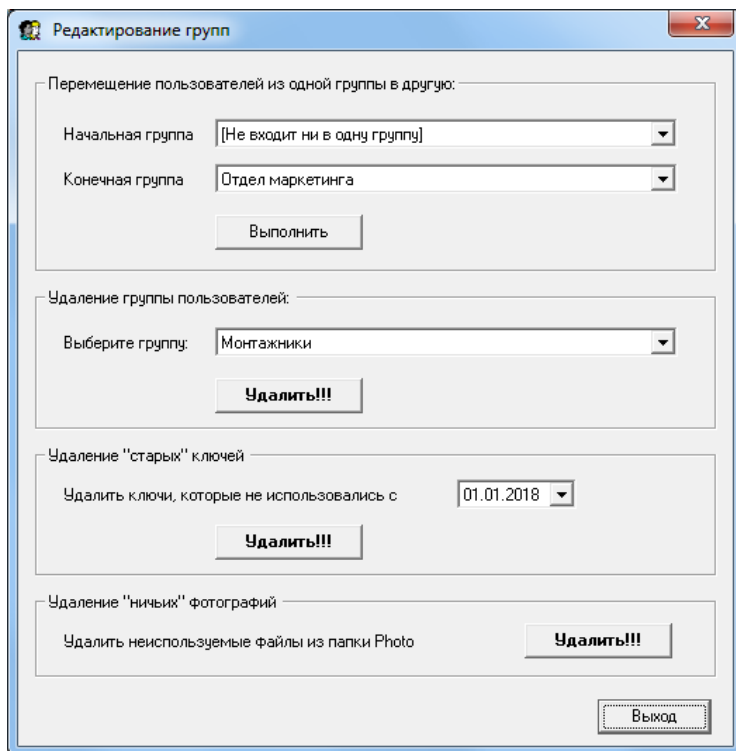 Редактирование групп
Перемещение пользователей из одной группы в другую:
Начальная группа [Не входит ни в одну группу]
Конечная группа Отдел маркетинга
Выполнить
Удаление группы пользователей:
Выберите группу: Монтажники
Удалить!!!
Удаление "старых" ключей
Удалить ключи, которые не использовались с 01.01.2018
Удалить!!!
Удаление "ничьих" фотографий
Удалить неиспользуемые файлы из папки Photo Удалить!!!
Выход